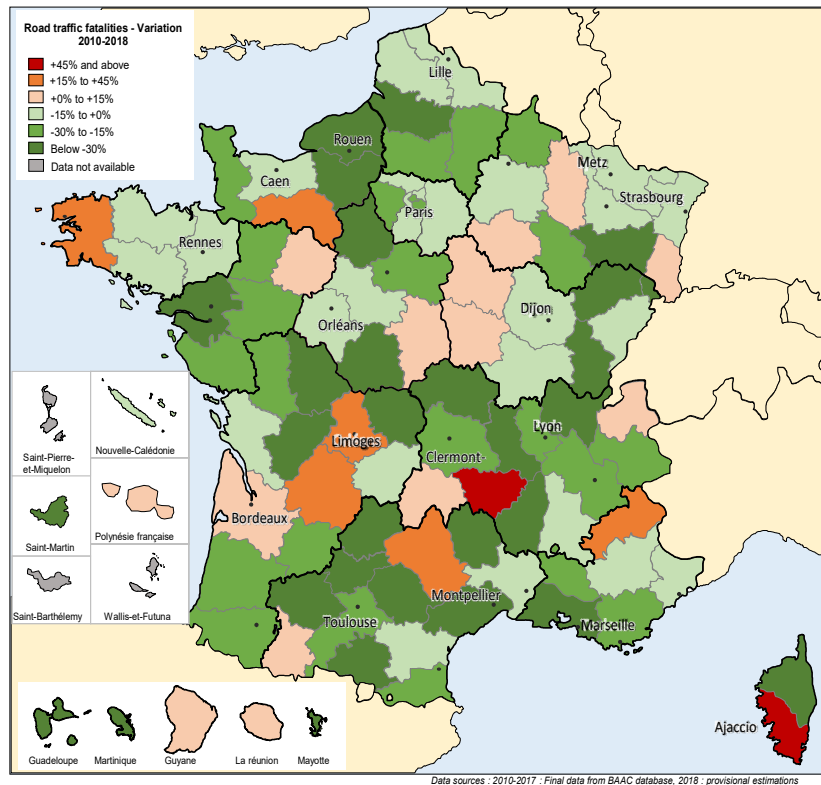 Road traffic fatalities - Variation
2010-2018
+45% and above
+15% to +45%
+0% to +15%
-15% to +0%
-30% to -15%
Below -30%
Data not available
Lille
Rouen
Caen
Metz
Paris
Strasbourg
Rennes
Orléans
Dijon
Limoges
Lyon
Clermont-
Bordeaux
Montpellier
Toulouse
Marseille
Ajaccio
Saint-Pierre-
et-Miquelon
Nouvelle-Calédonie
Saint-Martin
Polynésie française
Saint-Barthélemy
Wallis-et-Futuna
Guadeloupe
Martinique
Guyane
La réunion
Mayotte
Data sources : 2010-2017 : Final data from BAAC database, 2018 : provisional estimations